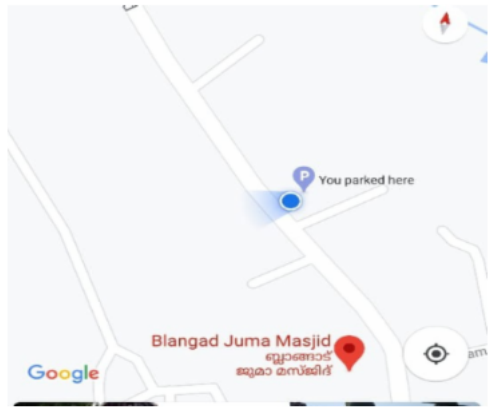 P
You parked here
Blangad Juma Masjid
ബ്ലാങ്ങാട്
ജുമാ മസ്ജിദ്
Google